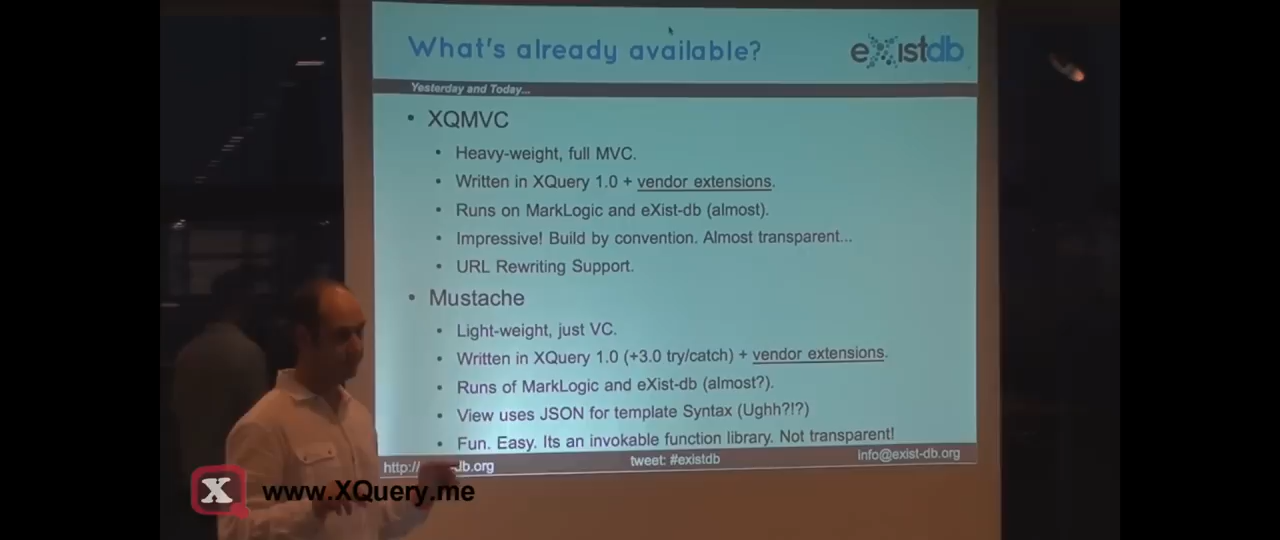 What's already available?
eXistdb
Yesterday and Today...
• XQMVC
• Heavy-weight, full MVC.
• Written in XQuery 1.0 + vendor extensions.
• Runs on MarkLogic and eXist-db (almost).
• Impressive! Build by convention. Almost transparent...
• URL Rewriting Support.
• Mustache
• Light-weight, just VC.
• Written in XQuery 1.0 (+3.0 try/catch) + vendor extensions.
• Runs of MarkLogic and eXist-db (almost?).
• View uses JSON for template Syntax (Ughh?!?)
• Fun. Easy. Its an invokable function library. Not transparent!
http:// db.org
tweet: #existdb
info@exist-db.org
X www.XQuery.me